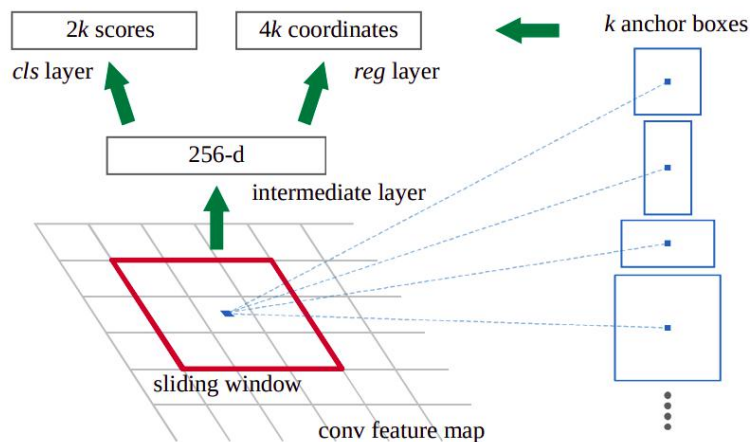 2k scores
4k coordinates
k anchor boxes
cls layer
reg layer
256-d
intermediate layer
sliding window
conv feature map